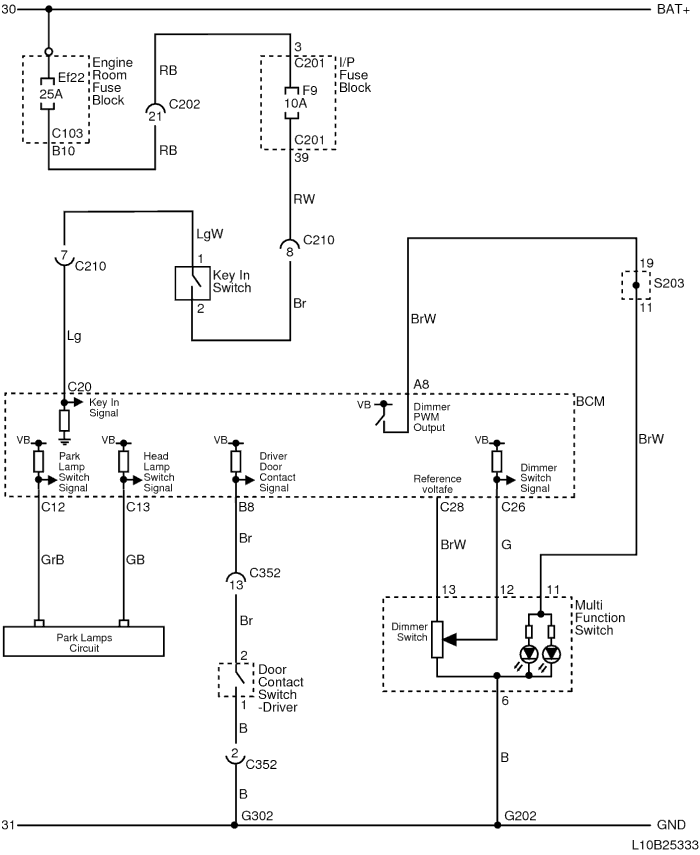 30
BAT+
Engine
Room
Fuse
Block
Ef22
25A
C103
B10
RB
C202
21
RB
3
C201
I/P
Fuse
Block
F9
10A
C201
39
RW
C210
8
Br
LgW
1
Key In
Switch
2
7
C210
Lg
BrW
19
S203
11
BrW
C20
Key In
Signal
VB
A8
Dimmer
PWM
Output
BCM
VB
Park
Lamp
Switch
Signal
VB
Head
Lamp
Switch
Signal
VB
Driver
Door
Contact
Signal
Reference
voltafe
VB
Dimmer
Switch
Signal
C12
C13
B8
C28
C26
GrB
GB
Br
BrW
G
C352
13
Br
13
12
11
Multi
Function
Switch
Dimmer
Switch
Park Lamps
Circuit
2
Door
Contact
Switch
-Driver
1
B
2
C352
B
6
B
31
G302
G202
GND
L10B25333